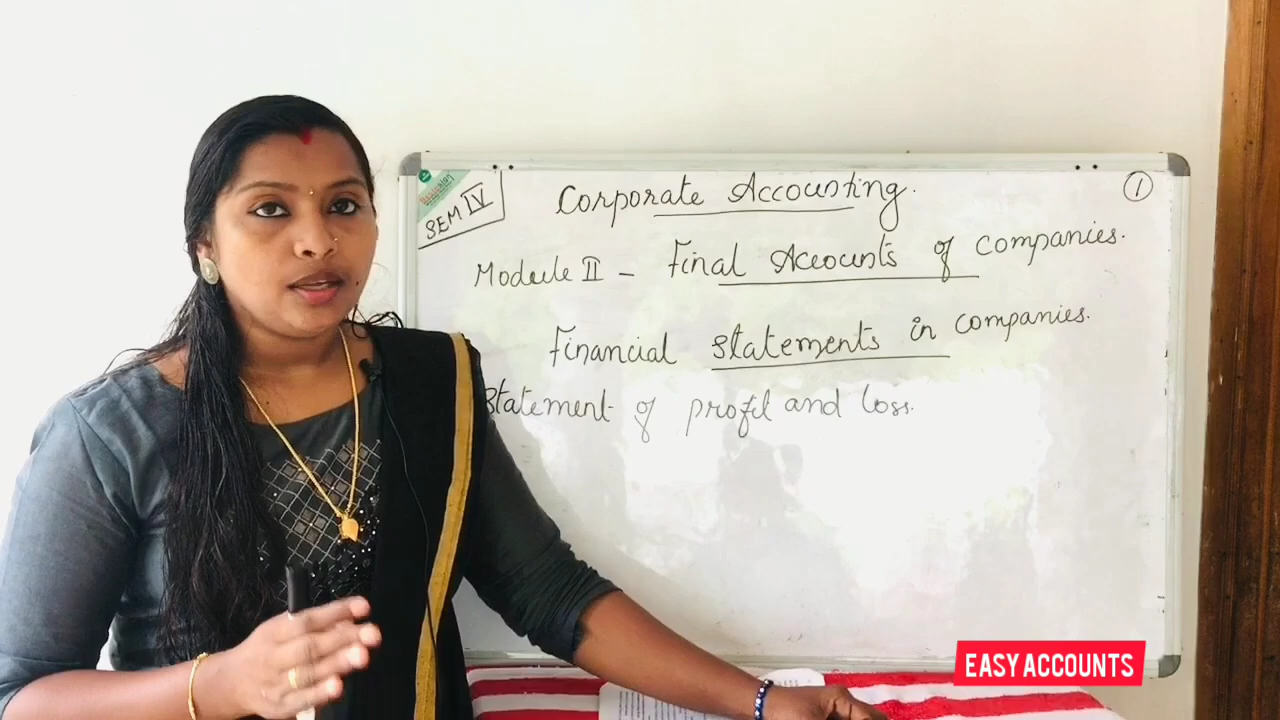 SEM IV
Corporate Accounting.
1
Module II - Final Accounts of companies.
Financial statements in companies.
Statement of profit and loss.
EASY ACCOUNTS